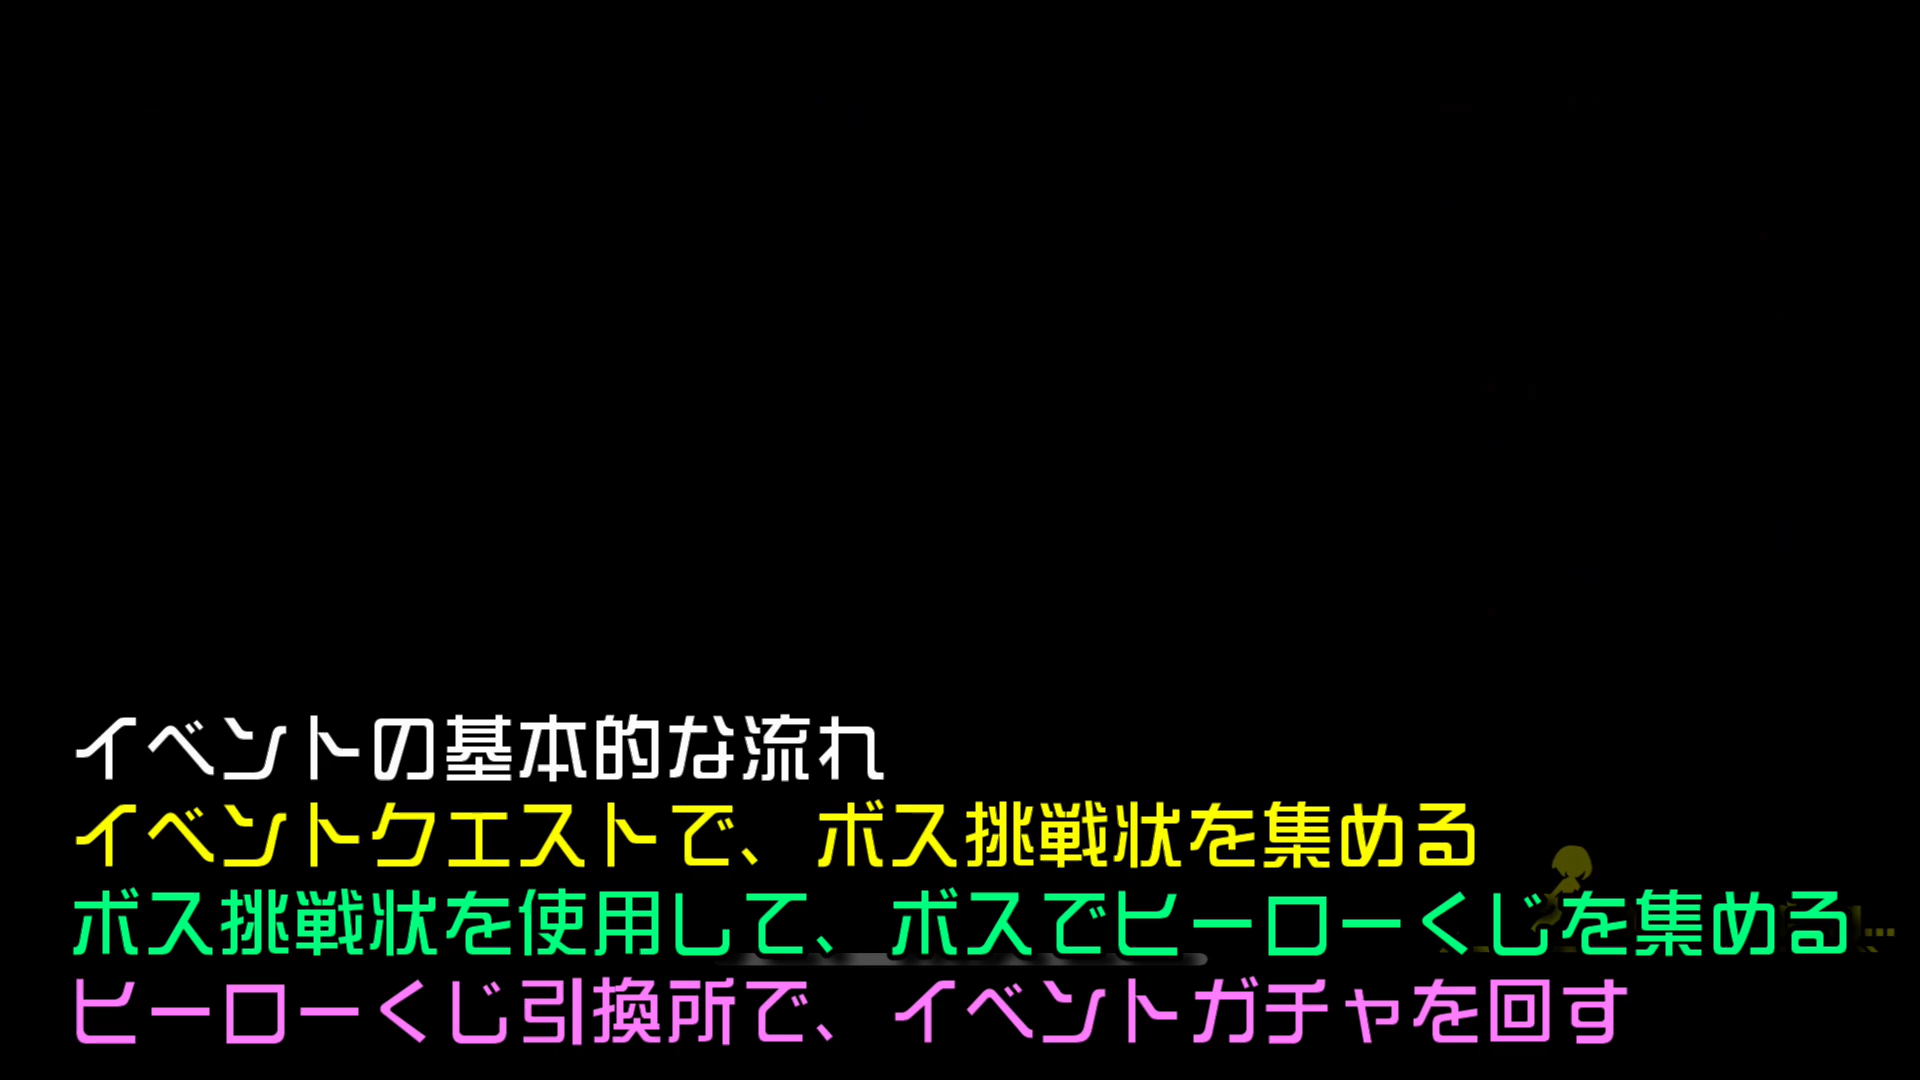 イベントの基本的な流れ
イベントクエストで、ボス挑戦状を集める
ボス挑戦状を使用して、ボスでヒーローくじを集める
ヒーローくじ引換所で、イベントガチャを回す